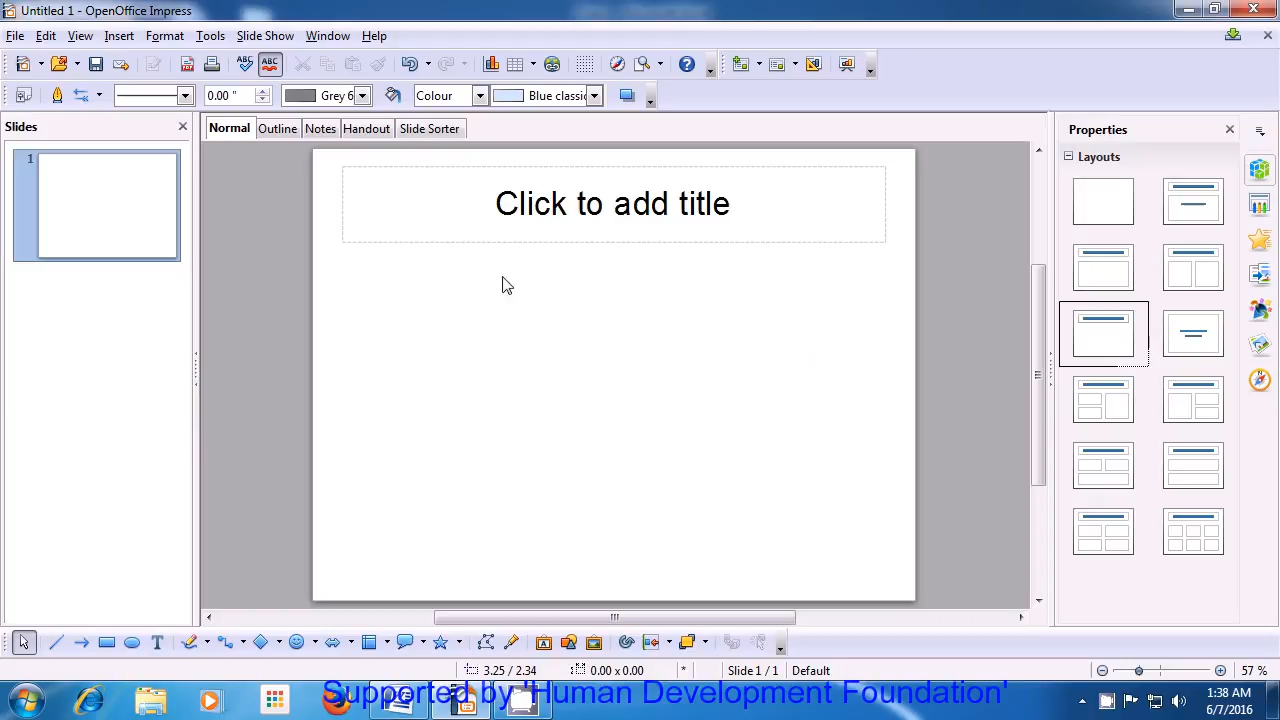 Untitled 1 - OpenOffice Impress
File Edit View Insert Format Tools Slide Show Window Help
0.00 " Grey 6 Colour Blue classic
Slides
Normal Outline Notes Handout Slide Sorter
Properties
Layouts
1
Click to add title
3.25 / 2.34 0.00 x 0.00 * Slide 1 / 1 Default 57 %
Supported by 'Human Development Foundation'
1:38 AM
6/7/2016